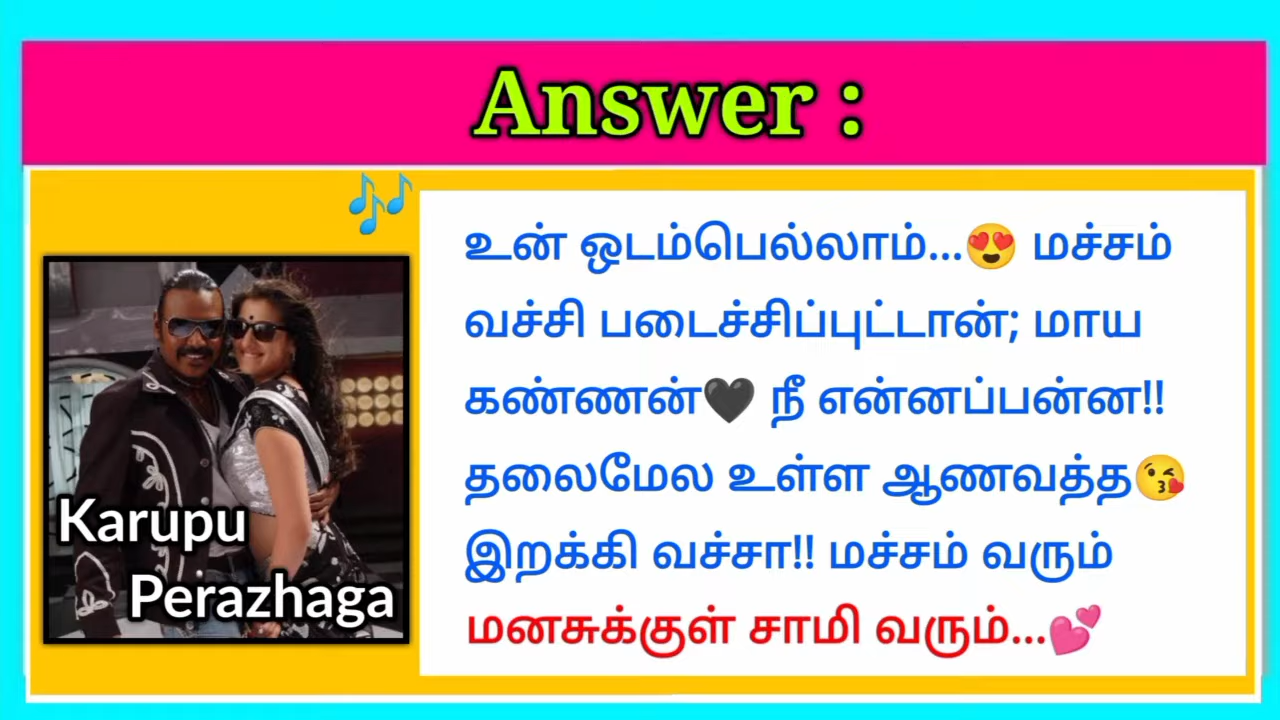 Answer :
உன் ஒடம்பெல்லாம்...😍 மச்சம்
வச்சி படைச்சிப்புட்டான்; மாய
கண்ணன்🖤 நீ என்னப்பன்ன!!
தலைமேல உள்ள ஆணவத்த😘
இறக்கி வச்சா!! மச்சம் வரும்
மனசுக்குள் சாமி வரும்...💕
Karupu
Perazhaga